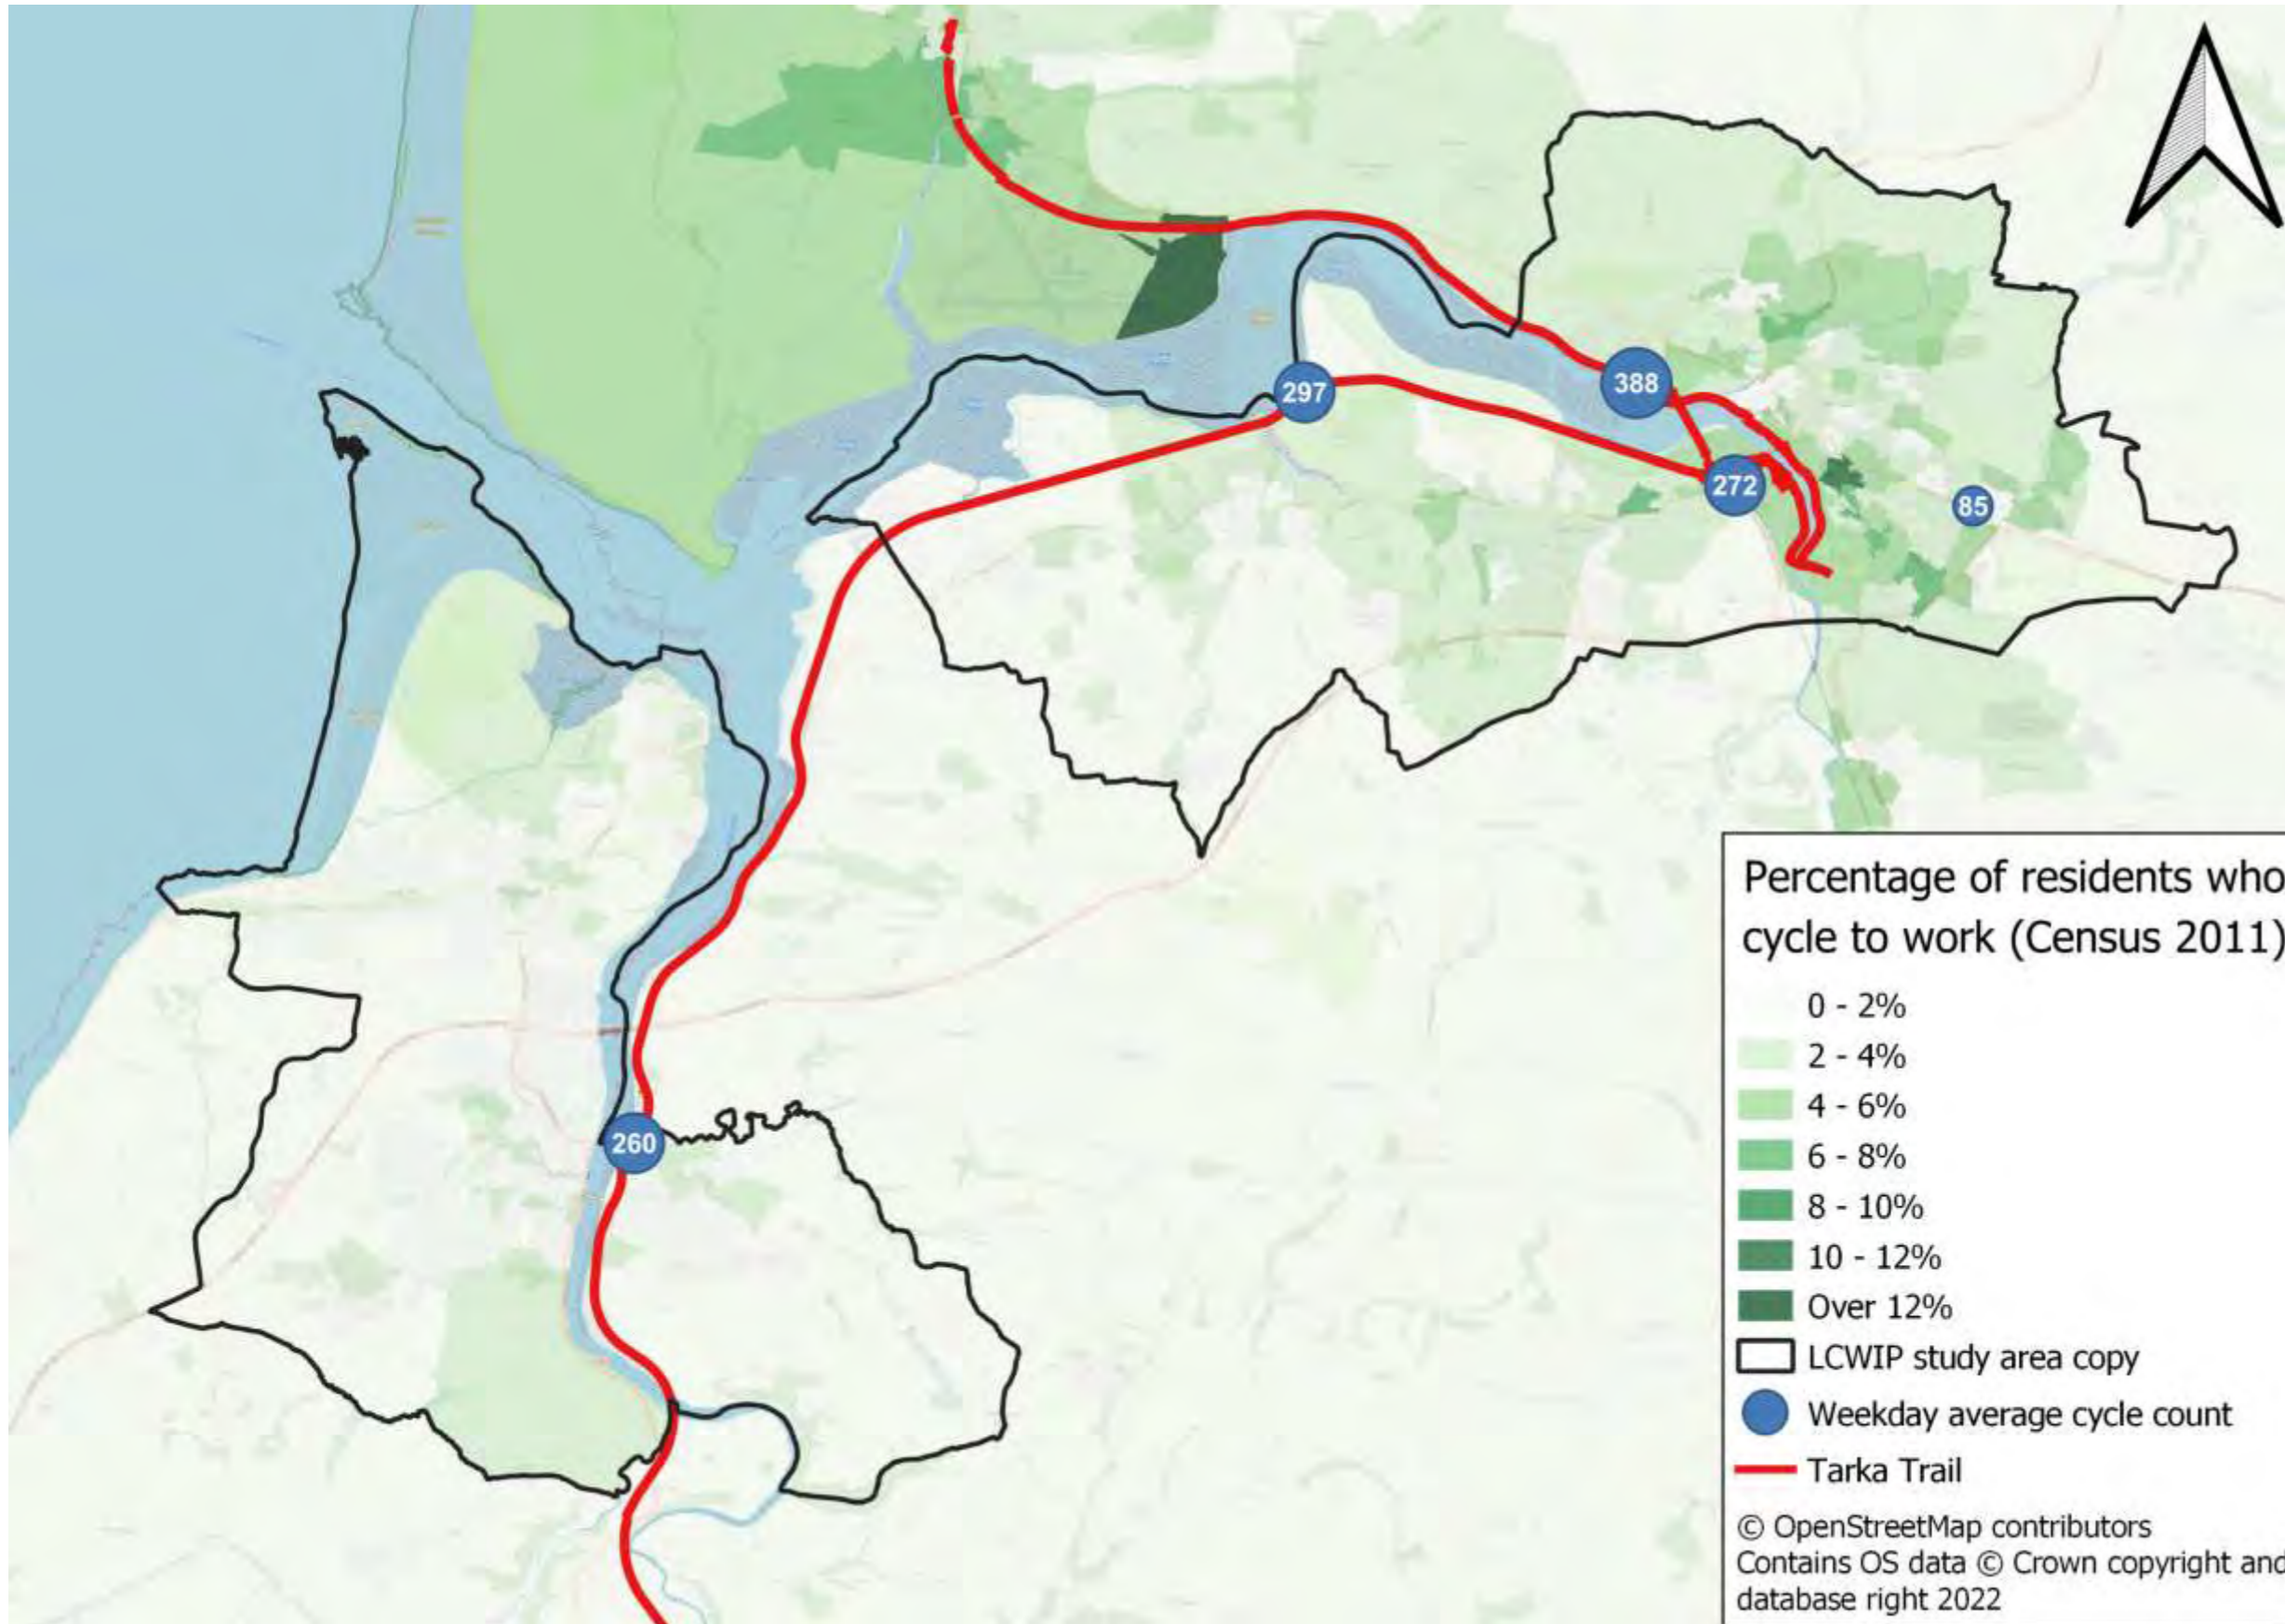 297
388
272
85
260
Percentage of residents who
cycle to work (Census 2011)
0 - 2%
2 - 4%
4 - 6%
6 - 8%
8 - 10%
10 - 12%
Over 12%
LCWIP study area copy
Weekday average cycle count
Tarka Trail
© OpenStreetMap contributors
Contains OS data © Crown copyright and
database right 2022